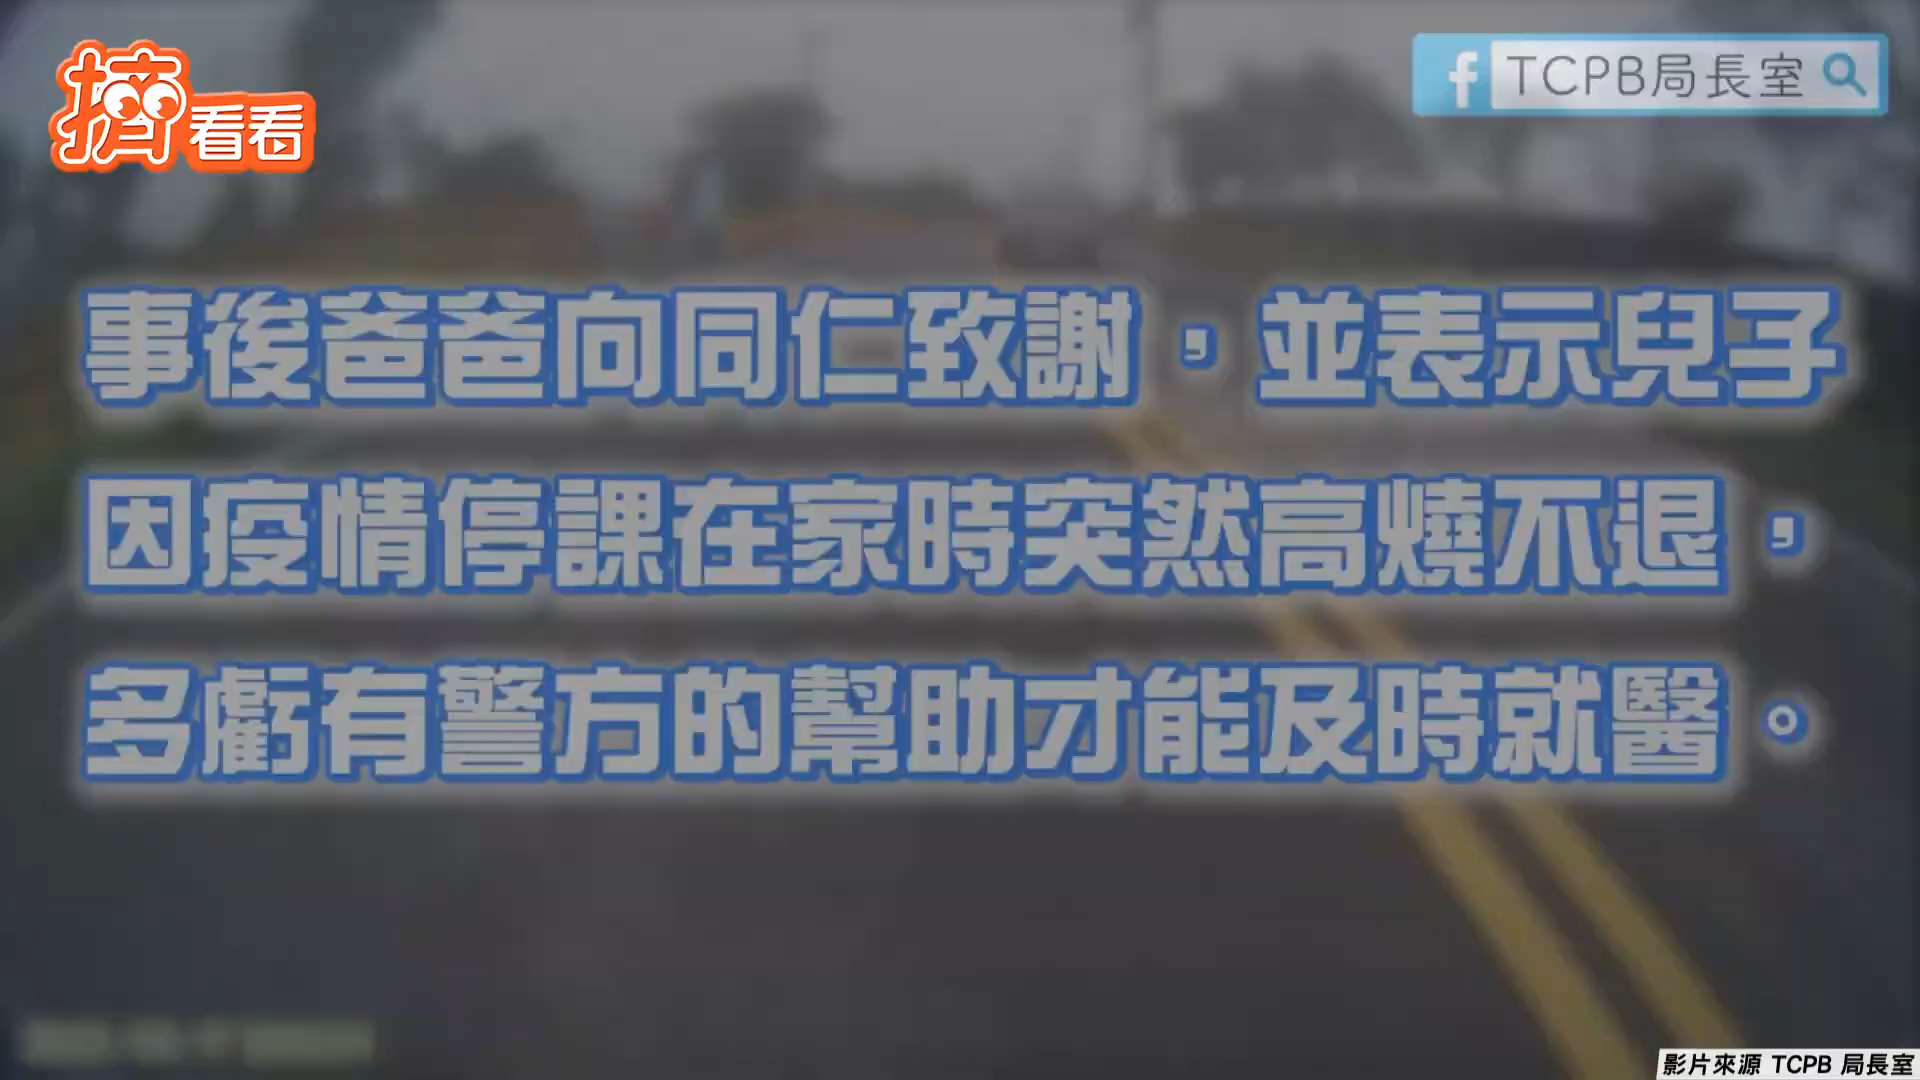 擠看看
TCPB局長室
事後爸爸向同仁致謝，並表示兒子
因疫情停課在家時突然高燒不退，
多虧有警方的幫助才能及時就醫。
影片來源 TCPB 局長室